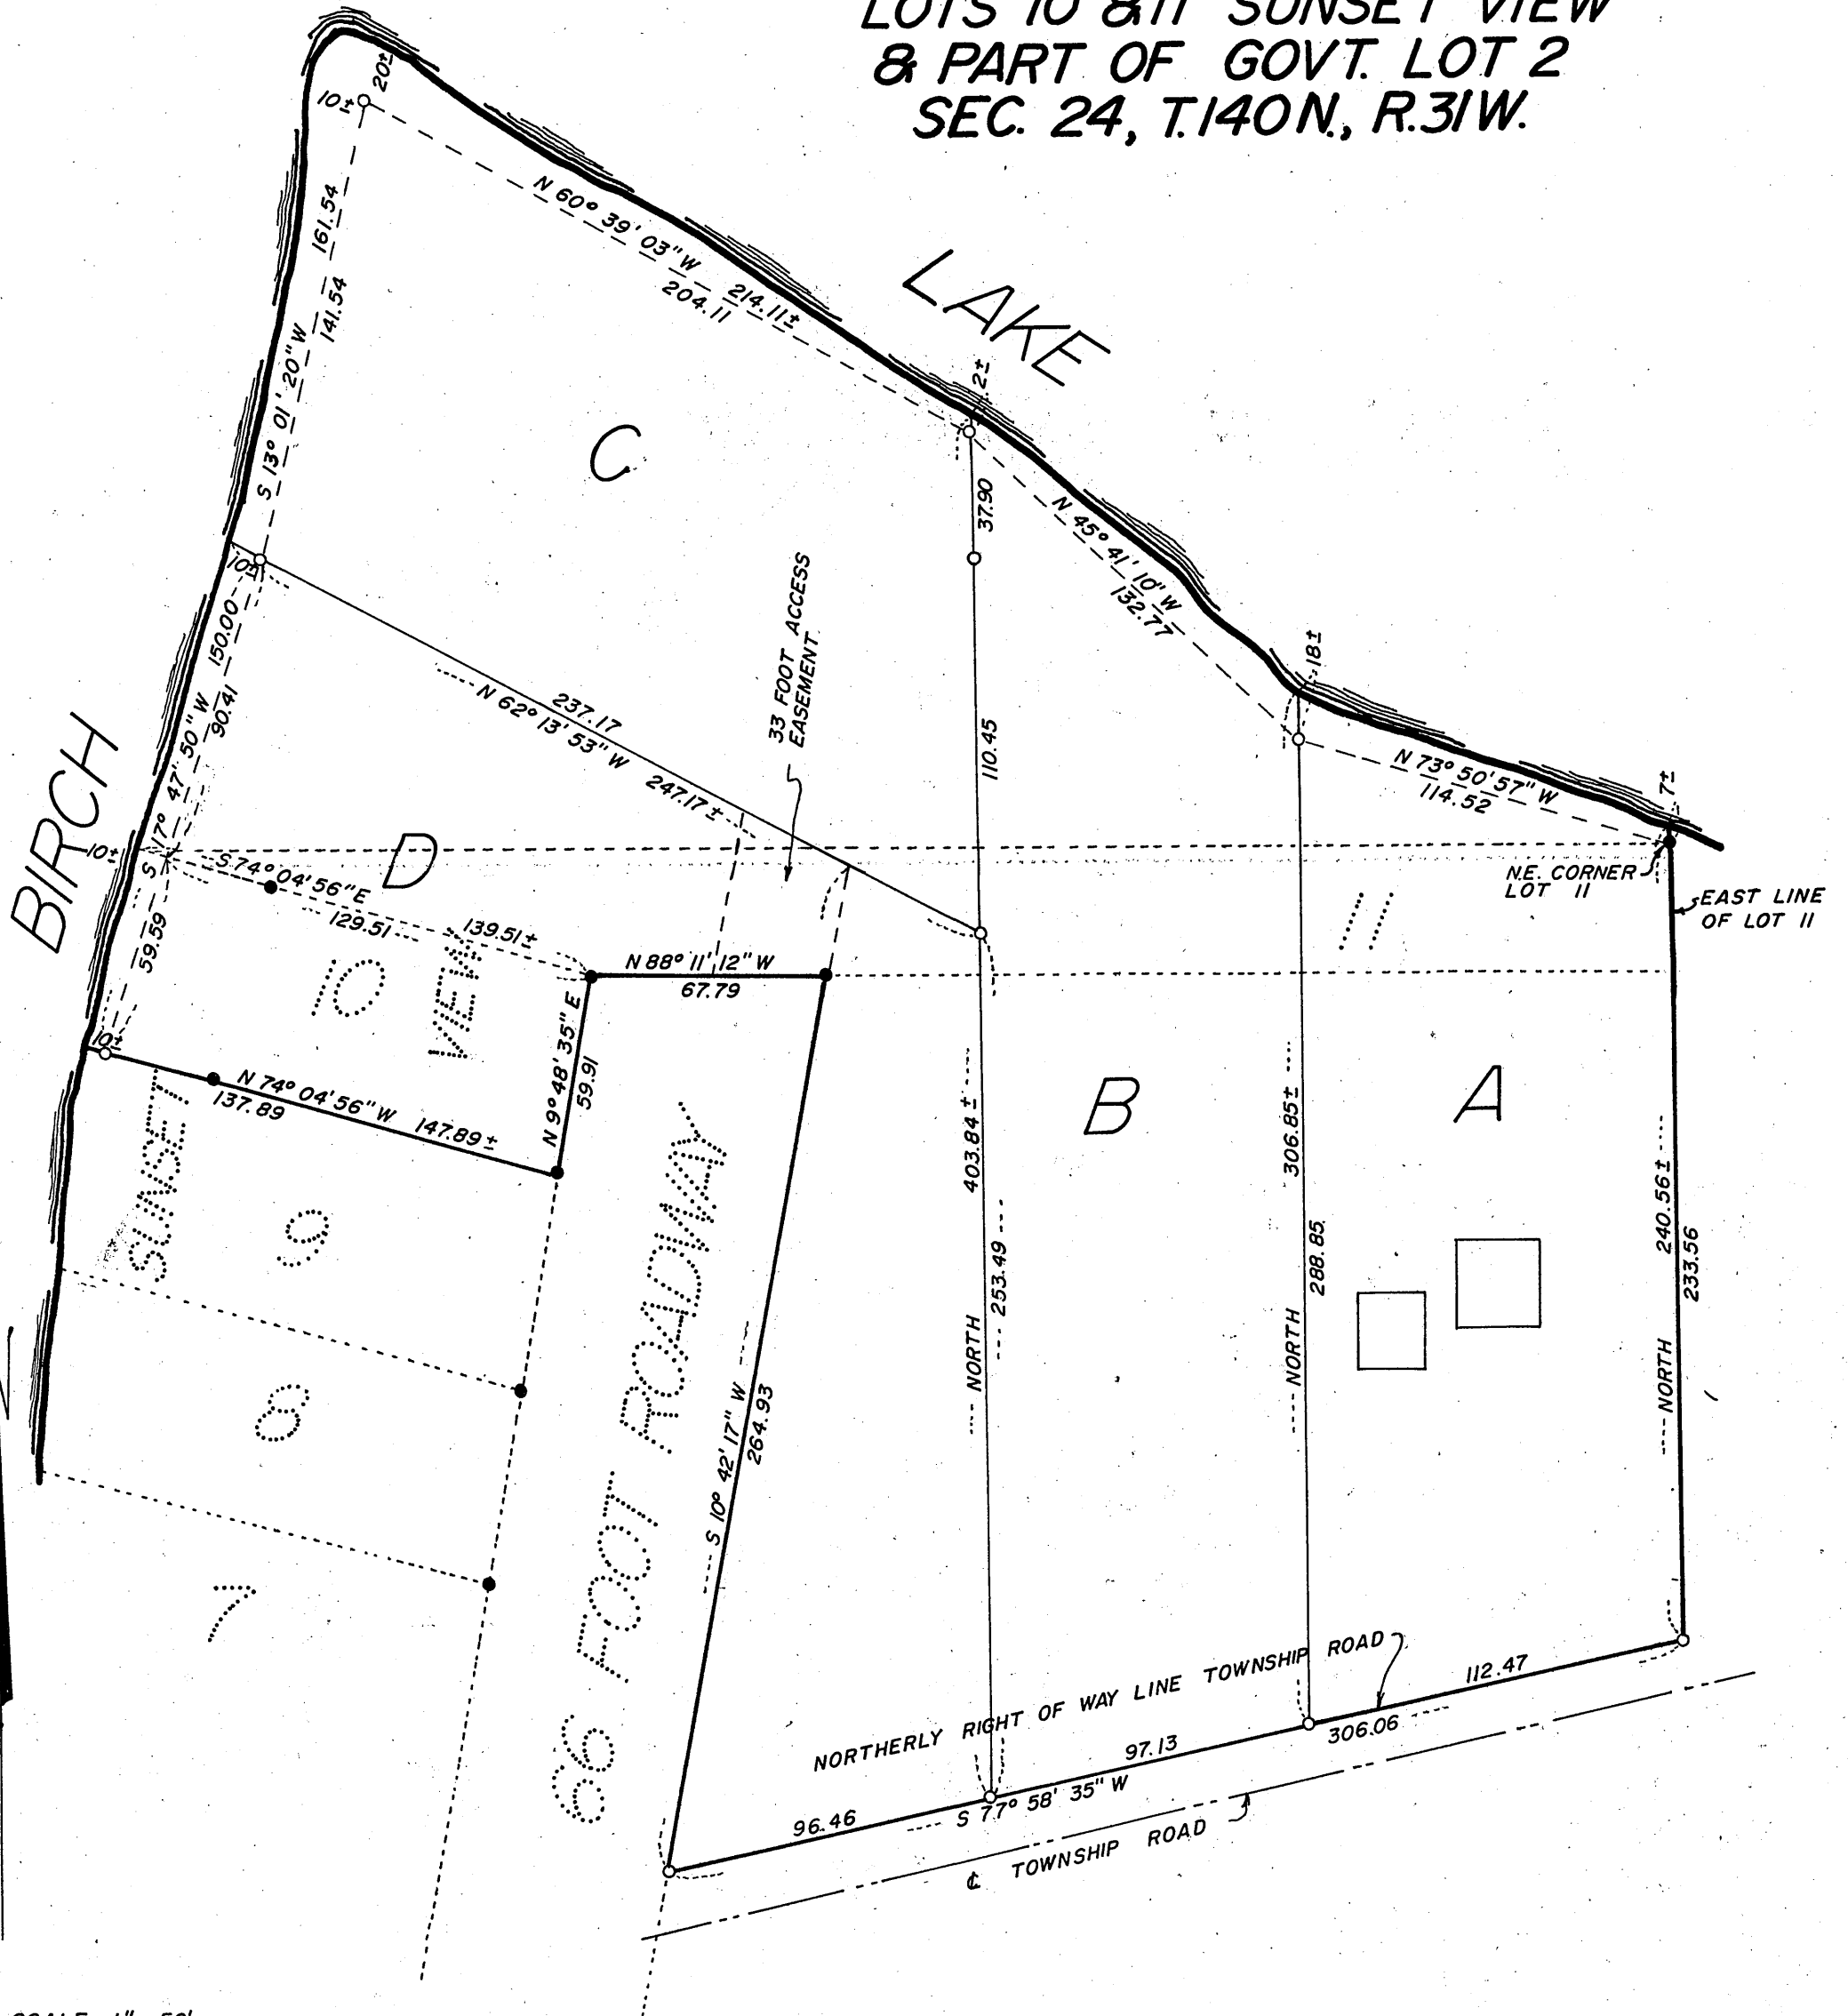 LOTS 10 & 11 SUNSET VIEW
& PART OF GOVT. LOT 2
SEC. 24, T.140N., R.31W.
20±
10±
161.54
S 13° 01' 20" W
141.54
N 60° 39' 03" W
214.11±
204.11
LAKE
2±
C
37.90
N 45° 41' 10" W
132.77
18±
10±
150.00
S 17° 47' 50" W
90.41
59.59
237.17
N 62° 13' 53" W
247.17±
33 FOOT ACCESS
EASEMENT
110.45
N 73° 50' 57" W
114.52
7±
BIRCH
10±
D
S 74° 04' 56" E
129.51
139.51±
N.E. CORNER
LOT 11
EAST LINE
OF LOT 11
11
10
VIEW
N 88° 11' 12" W
67.79
10±
N 74° 04' 56" W
137.89
147.89±
N 9° 48' 35" E
59.91
SUNSET
9
8
7
66 FOOT ROADWAY
S 10° 42' 17" W
264.93
B
403.84±
NORTH
253.49
A
306.85±
NORTH
288.85
240.56±
NORTH
233.56
NORTHERLY RIGHT OF WAY LINE TOWNSHIP ROAD
112.47
306.06
97.13
96.46
S 77° 58' 35" W
℄ TOWNSHIP ROAD